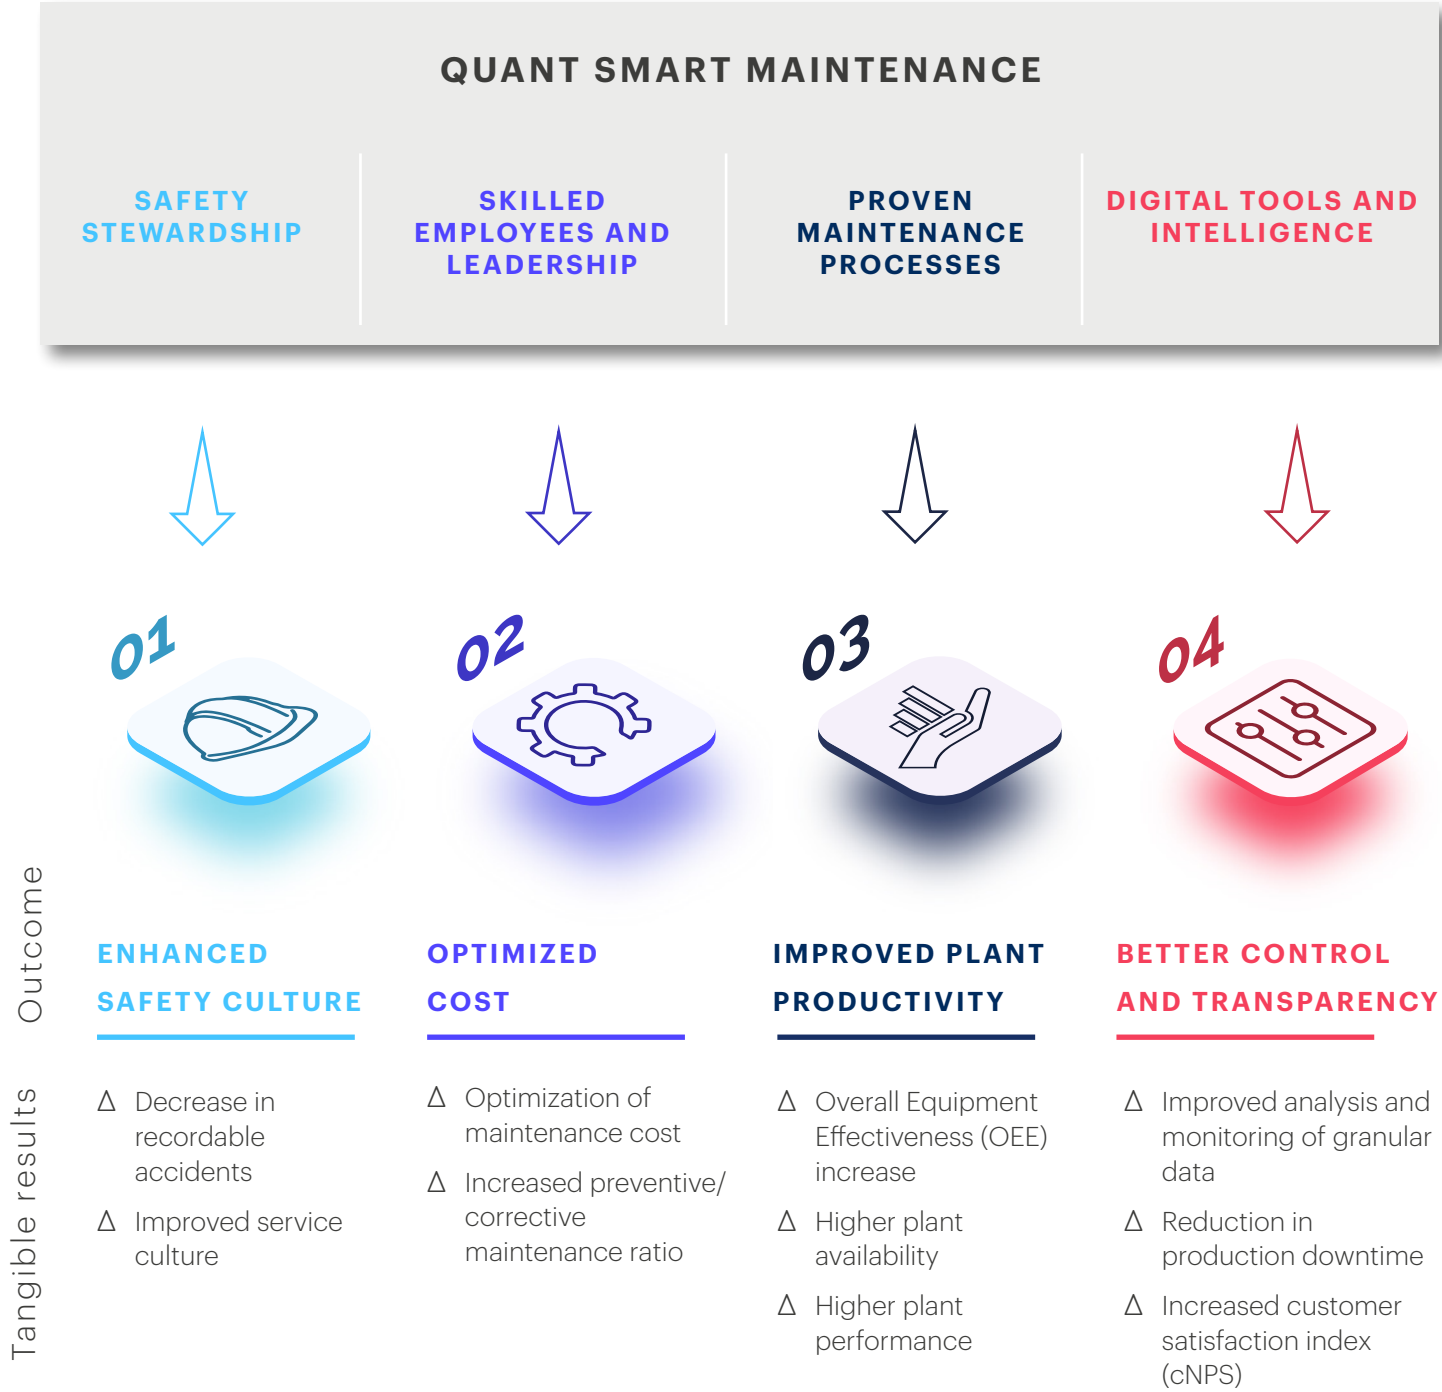 QUANT SMART MAINTENANCE
SAFETY
STEWARDSHIP
SKILLED
EMPLOYEES AND
LEADERSHIP
PROVEN
MAINTENANCE
PROCESSES
DIGITAL TOOLS AND
INTELLIGENCE
01
02
03
04
Outcome
ENHANCED
SAFETY CULTURE
OPTIMIZED
COST
IMPROVED PLANT
PRODUCTIVITY
BETTER CONTROL
AND TRANSPARENCY
Tangible results
Δ Decrease in
recordable
accidents
Δ Improved service
culture
Δ Optimization of
maintenance cost
Δ Increased preventive/
corrective
maintenance ratio
Δ Overall Equipment
Effectiveness (OEE)
increase
Δ Higher plant
availability
Δ Higher plant
performance
Δ Improved analysis and
monitoring of granular
data
Δ Reduction in
production downtime
Δ Increased customer
satisfaction index
(cNPS)